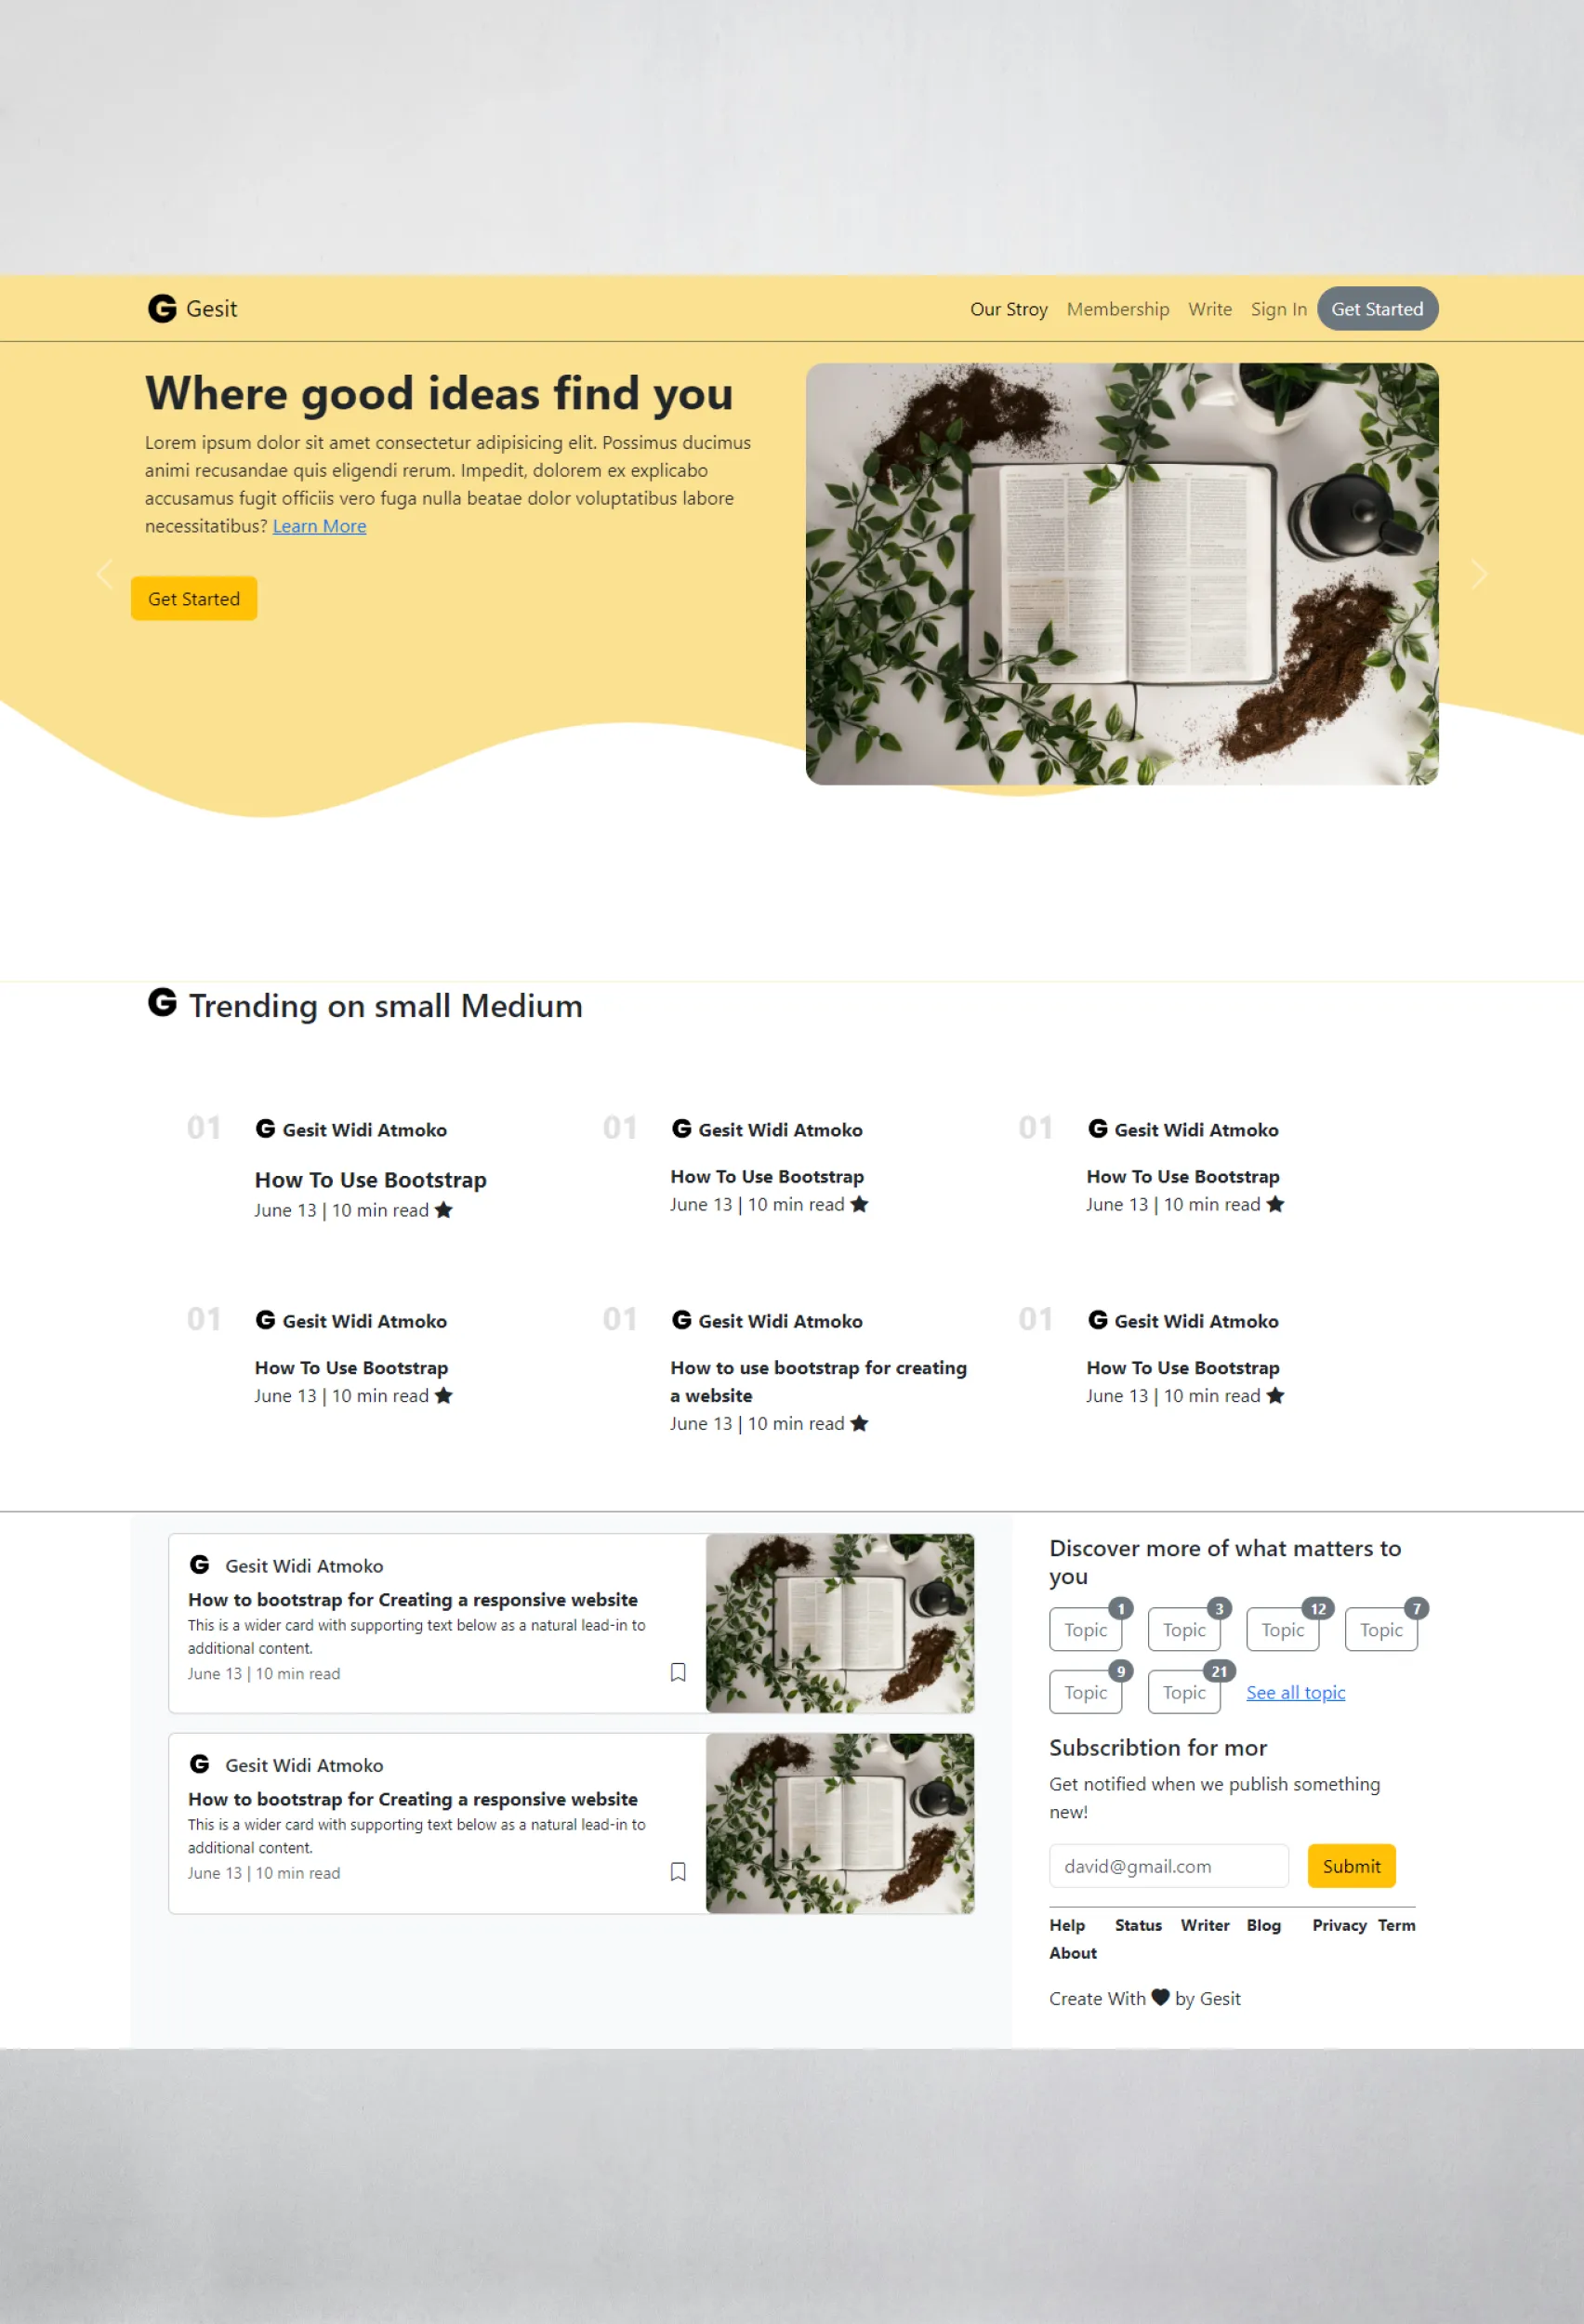 G Gesit
Our Stroy Membership Write Sign In Get Started
Where good ideas find you
Lorem ipsum dolor sit amet consectetur adipisicing elit. Possimus ducimus
animi recusandae quis eligendi rerum. Impedit, dolorem ex explicabo
accusamus fugit officiis vero fuga nulla beatae dolor voluptatibus labore
necessitatibus? Learn More
Get Started
G Trending on small Medium
01 G Gesit Widi Atmoko
How To Use Bootstrap
June 13 | 10 min read
01 G Gesit Widi Atmoko
How To Use Bootstrap
June 13 | 10 min read
01 G Gesit Widi Atmoko
How To Use Bootstrap
June 13 | 10 min read
01 G Gesit Widi Atmoko
How To Use Bootstrap
June 13 | 10 min read
01 G Gesit Widi Atmoko
How to use bootstrap for creating
a website
June 13 | 10 min read
01 G Gesit Widi Atmoko
How To Use Bootstrap
June 13 | 10 min read
G Gesit Widi Atmoko
How to bootstrap for Creating a responsive website
This is a wider card with supporting text below as a natural lead-in to
additional content.
June 13 | 10 min read
G Gesit Widi Atmoko
How to bootstrap for Creating a responsive website
This is a wider card with supporting text below as a natural lead-in to
additional content.
June 13 | 10 min read
Discover more of what matters to
you
Topic 1 Topic 3 Topic 12 Topic 7
Topic 9 Topic 21 See all topic
Subscribtion for mor
Get notified when we publish something
new!
david@gmail.com Submit
Help Status Writer Blog Privacy Term
About
Create With by Gesit